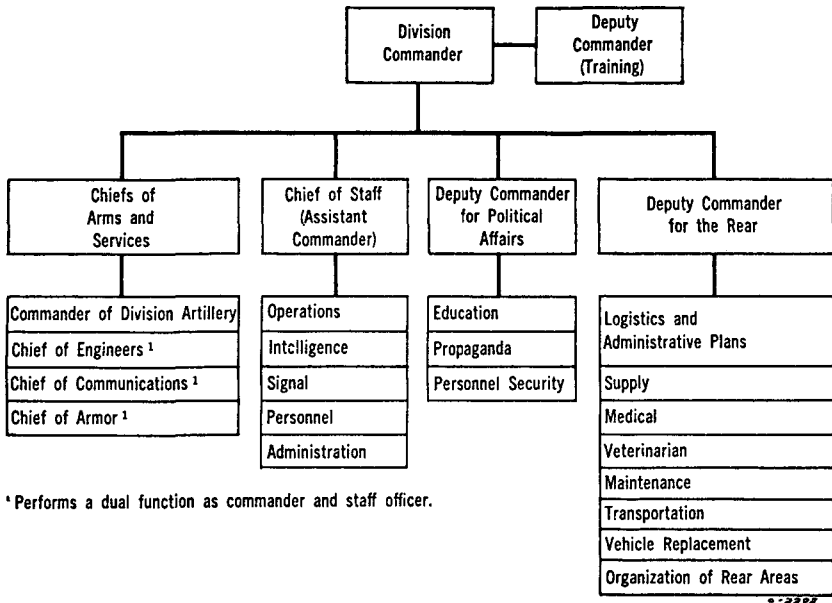 Division
Commander
Deputy
Commander
(Training)
Chiefs of
Arms and
Services
Chief of Staff
(Assistant
Commander)
Deputy Commander
for Political
Affairs
Deputy Commander
for the Rear
Commander of Division Artillery
Chief of Engineers ¹
Chief of Communications ¹
Chief of Armor ¹
Operations
Intelligence
Signal
Personnel
Administration
Education
Propaganda
Personnel Security
Logistics and
Administrative Plans
Supply
Medical
Veterinarian
Maintenance
Transportation
Vehicle Replacement
Organization of Rear Areas
¹ Performs a dual function as commander and staff officer.